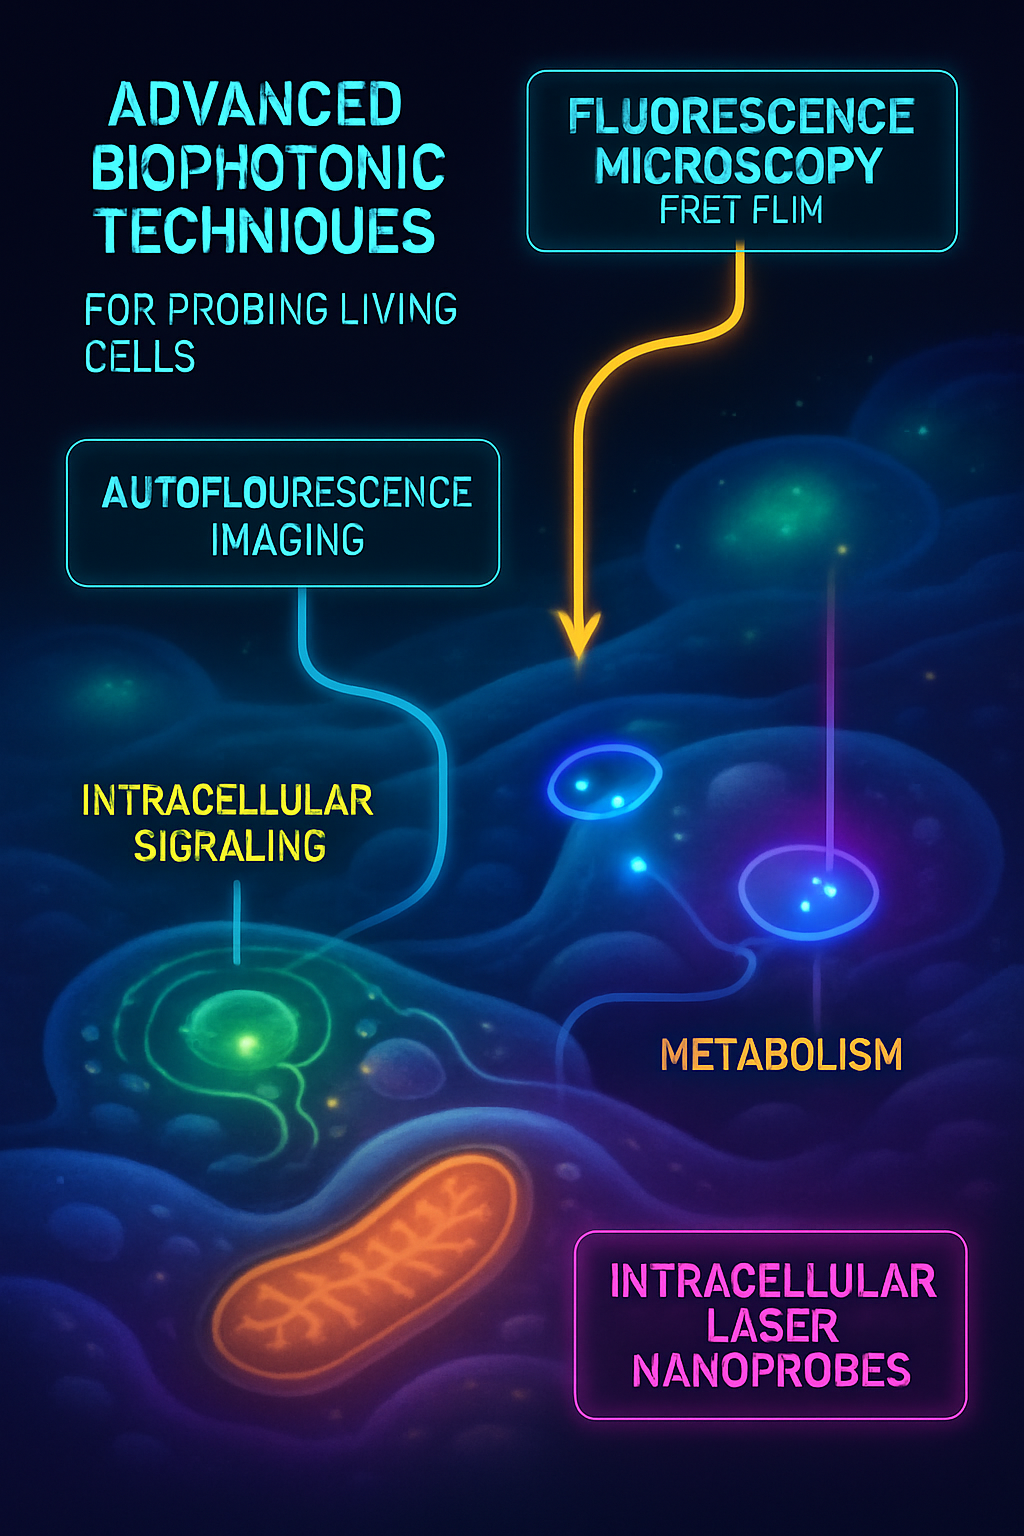 ADVANCED
BIOPHOTONIC
TECHNIOUES
FOR PROBING LIVING
CELLS
FLUORESCENCE
MICROSCOPY
FRET FLIM
AUTOFLOURESCENCE
IMAGING
INTRACELLULAR
SIGRALING
METABOLISM
INTRACELLULAR
LASER
NANOPROBES